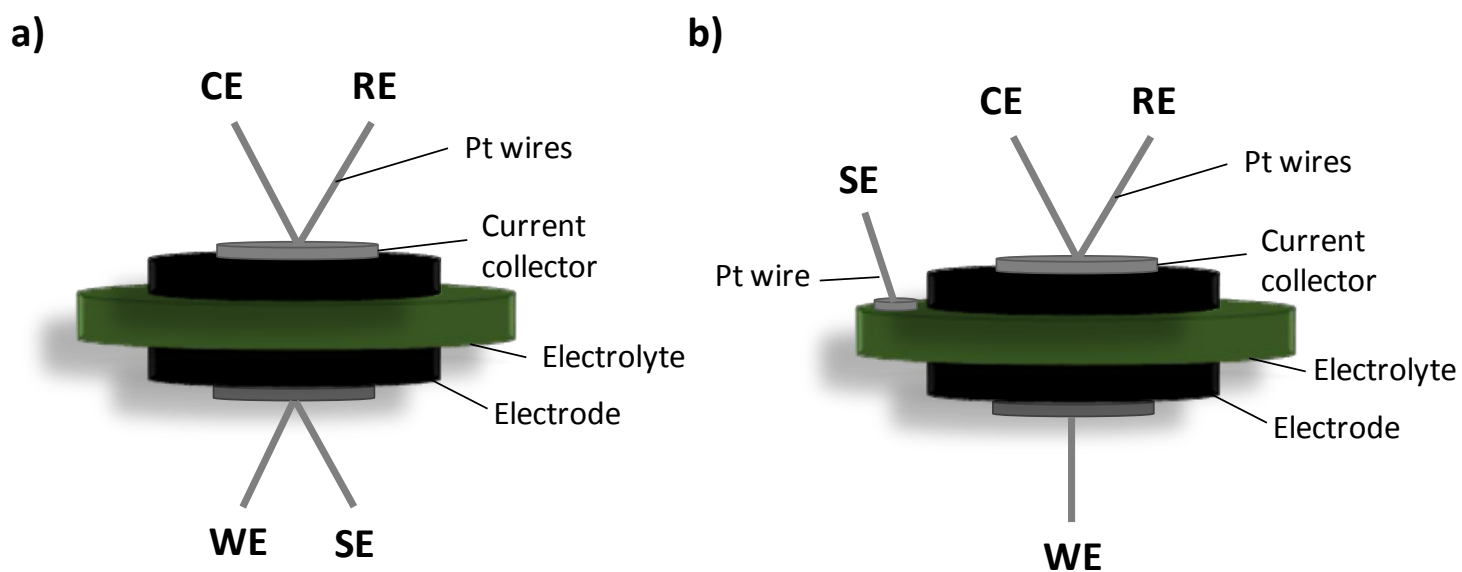 a)
CE RE
Pt wires
Current
collector
Electrolyte
Electrode
WE SE
b)
CE RE
SE
Pt wires
Pt wire
Current
collector
Electrolyte
Electrode
WE